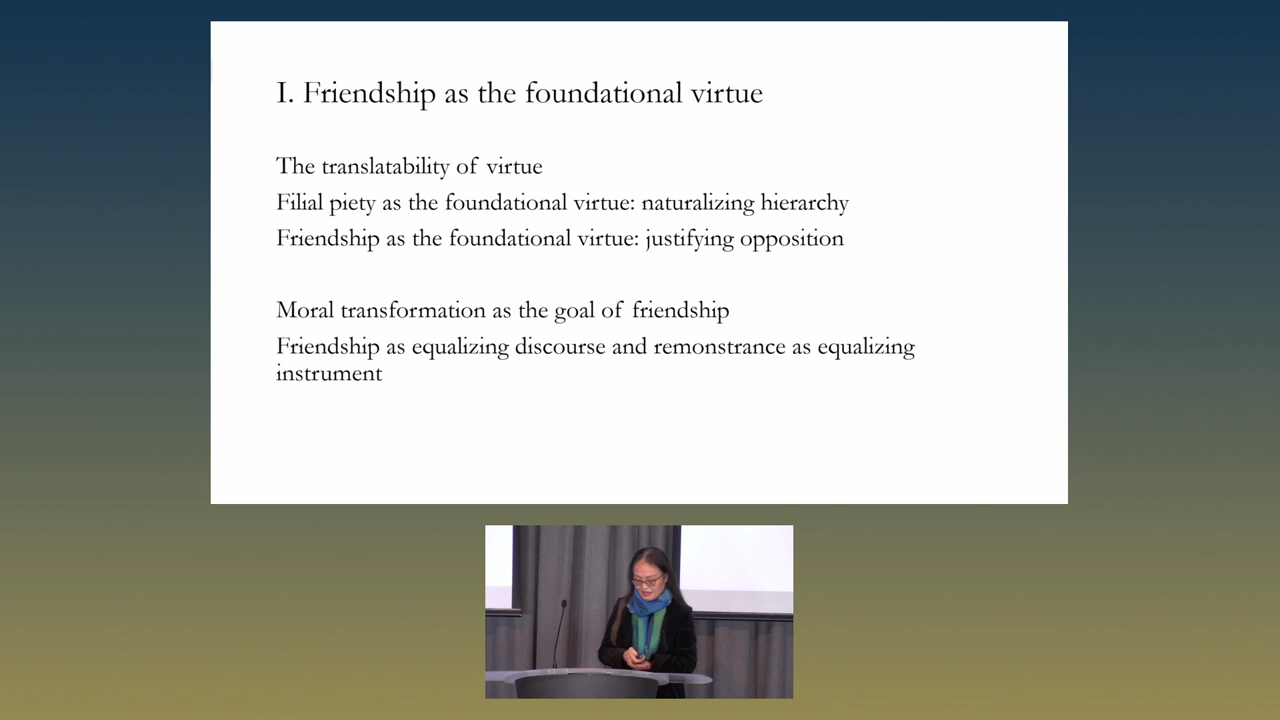 I. Friendship as the foundational virtue
The translatability of virtue
Filial piety as the foundational virtue: naturalizing hierarchy
Friendship as the foundational virtue: justifying opposition
Moral transformation as the goal of friendship
Friendship as equalizing discourse and remonstrance as equalizing
instrument